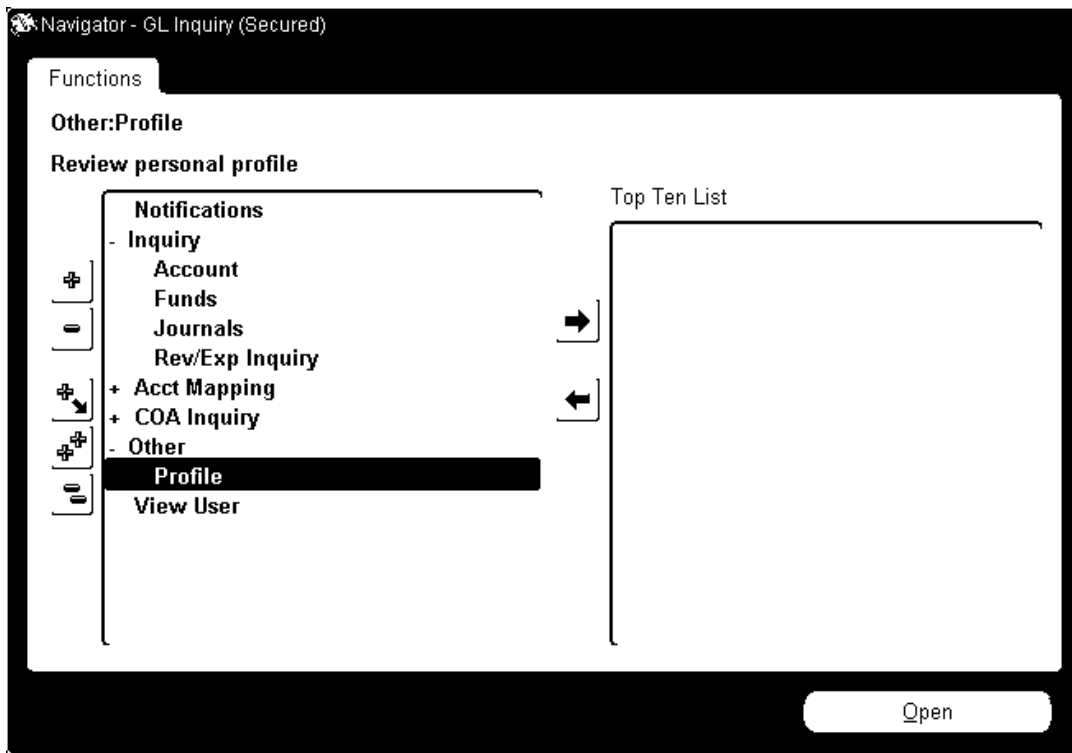 Navigator - GL Inquiry (Secured)
Functions
Other:Profile
Review personal profile
Top Ten List
Notifications
- Inquiry
Account
Funds
Journals
Rev/Exp Inquiry
+ Acct Mapping
+ COA Inquiry
- Other
Profile
View User
Open